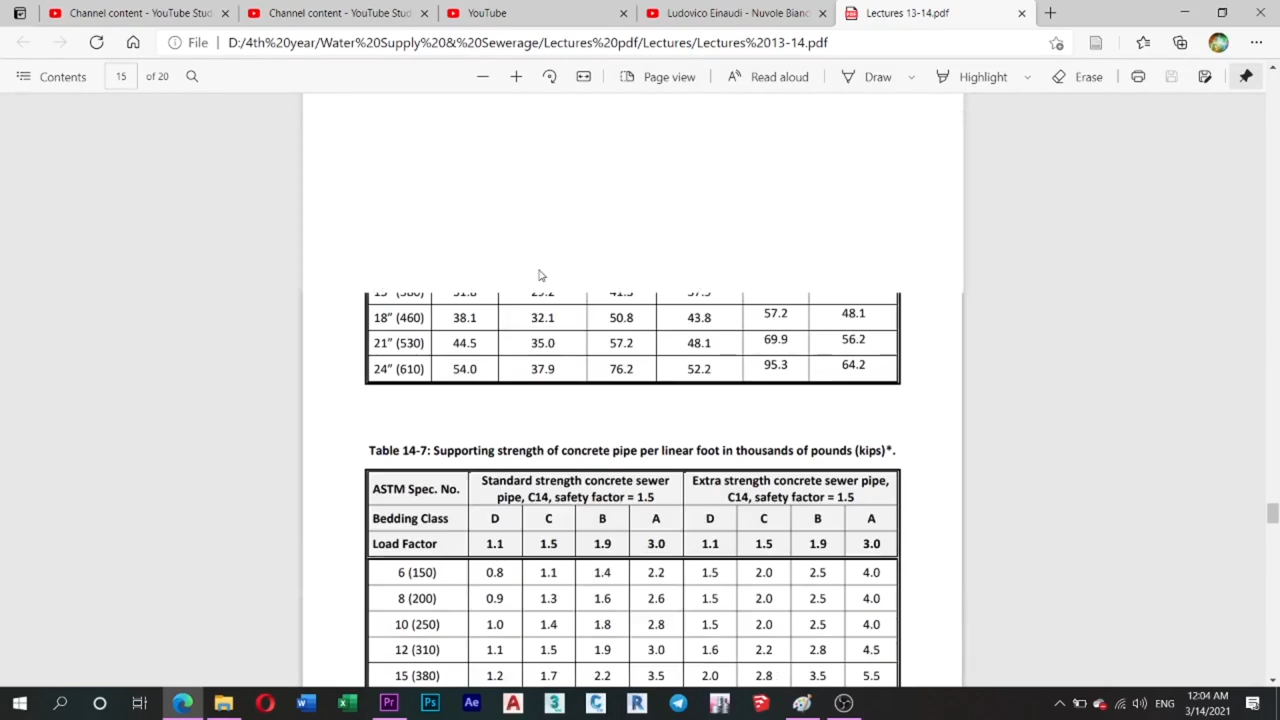 Channel content - YouTube Stud
Channel content - YouTube Stud
YouTube
Ludovico Einaudi - Nuvole Bianc
Lectures 13-14.pdf
File
D:/4th%20year/Water%20Supply%20&%20Sewerage/Lectures%20pdf/Lectures/Lectures%2013-14.pdf
Contents 15 of 20 Page view Read aloud Draw Highlight Erase
18" (460) 38.1 32.1 50.8 43.8 57.2 48.1
21" (530) 44.5 35.0 57.2 48.1 69.9 56.2
24" (610) 54.0 37.9 76.2 52.2 95.3 64.2
Table 14-7: Supporting strength of concrete pipe per linear foot in thousands of pounds (kips)*.
ASTM Spec. No.
Standard strength concrete sewer
pipe, C14, safety factor = 1.5
Extra strength concrete sewer pipe,
C14, safety factor = 1.5
Bedding Class D C B A D C B A
Load Factor 1.1 1.5 1.9 3.0 1.1 1.5 1.9 3.0
6 (150) 0.8 1.1 1.4 2.2 1.5 2.0 2.5 4.0
8 (200) 0.9 1.3 1.6 2.6 1.5 2.0 2.5 4.0
10 (250) 1.0 1.4 1.8 2.8 1.5 2.0 2.5 4.0
12 (310) 1.1 1.5 1.9 3.0 1.6 2.2 2.8 4.5
15 (380) 1.2 1.7 2.2 3.5 2.0 2.8 3.5 5.5
ENG
12:04 AM
3/14/2021